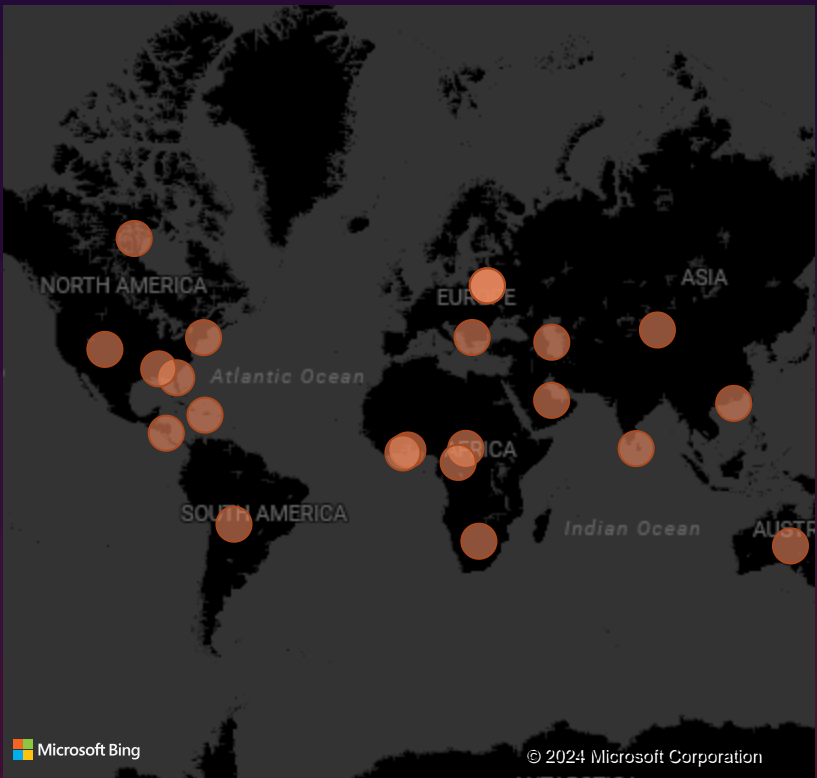 NORTH AMERICA
EUROPE
ASIA
Atlantic Ocean
AFRICA
SOUTH AMERICA
Indian Ocean
AUSTR
Microsoft Bing
© 2024 Microsoft Corporation